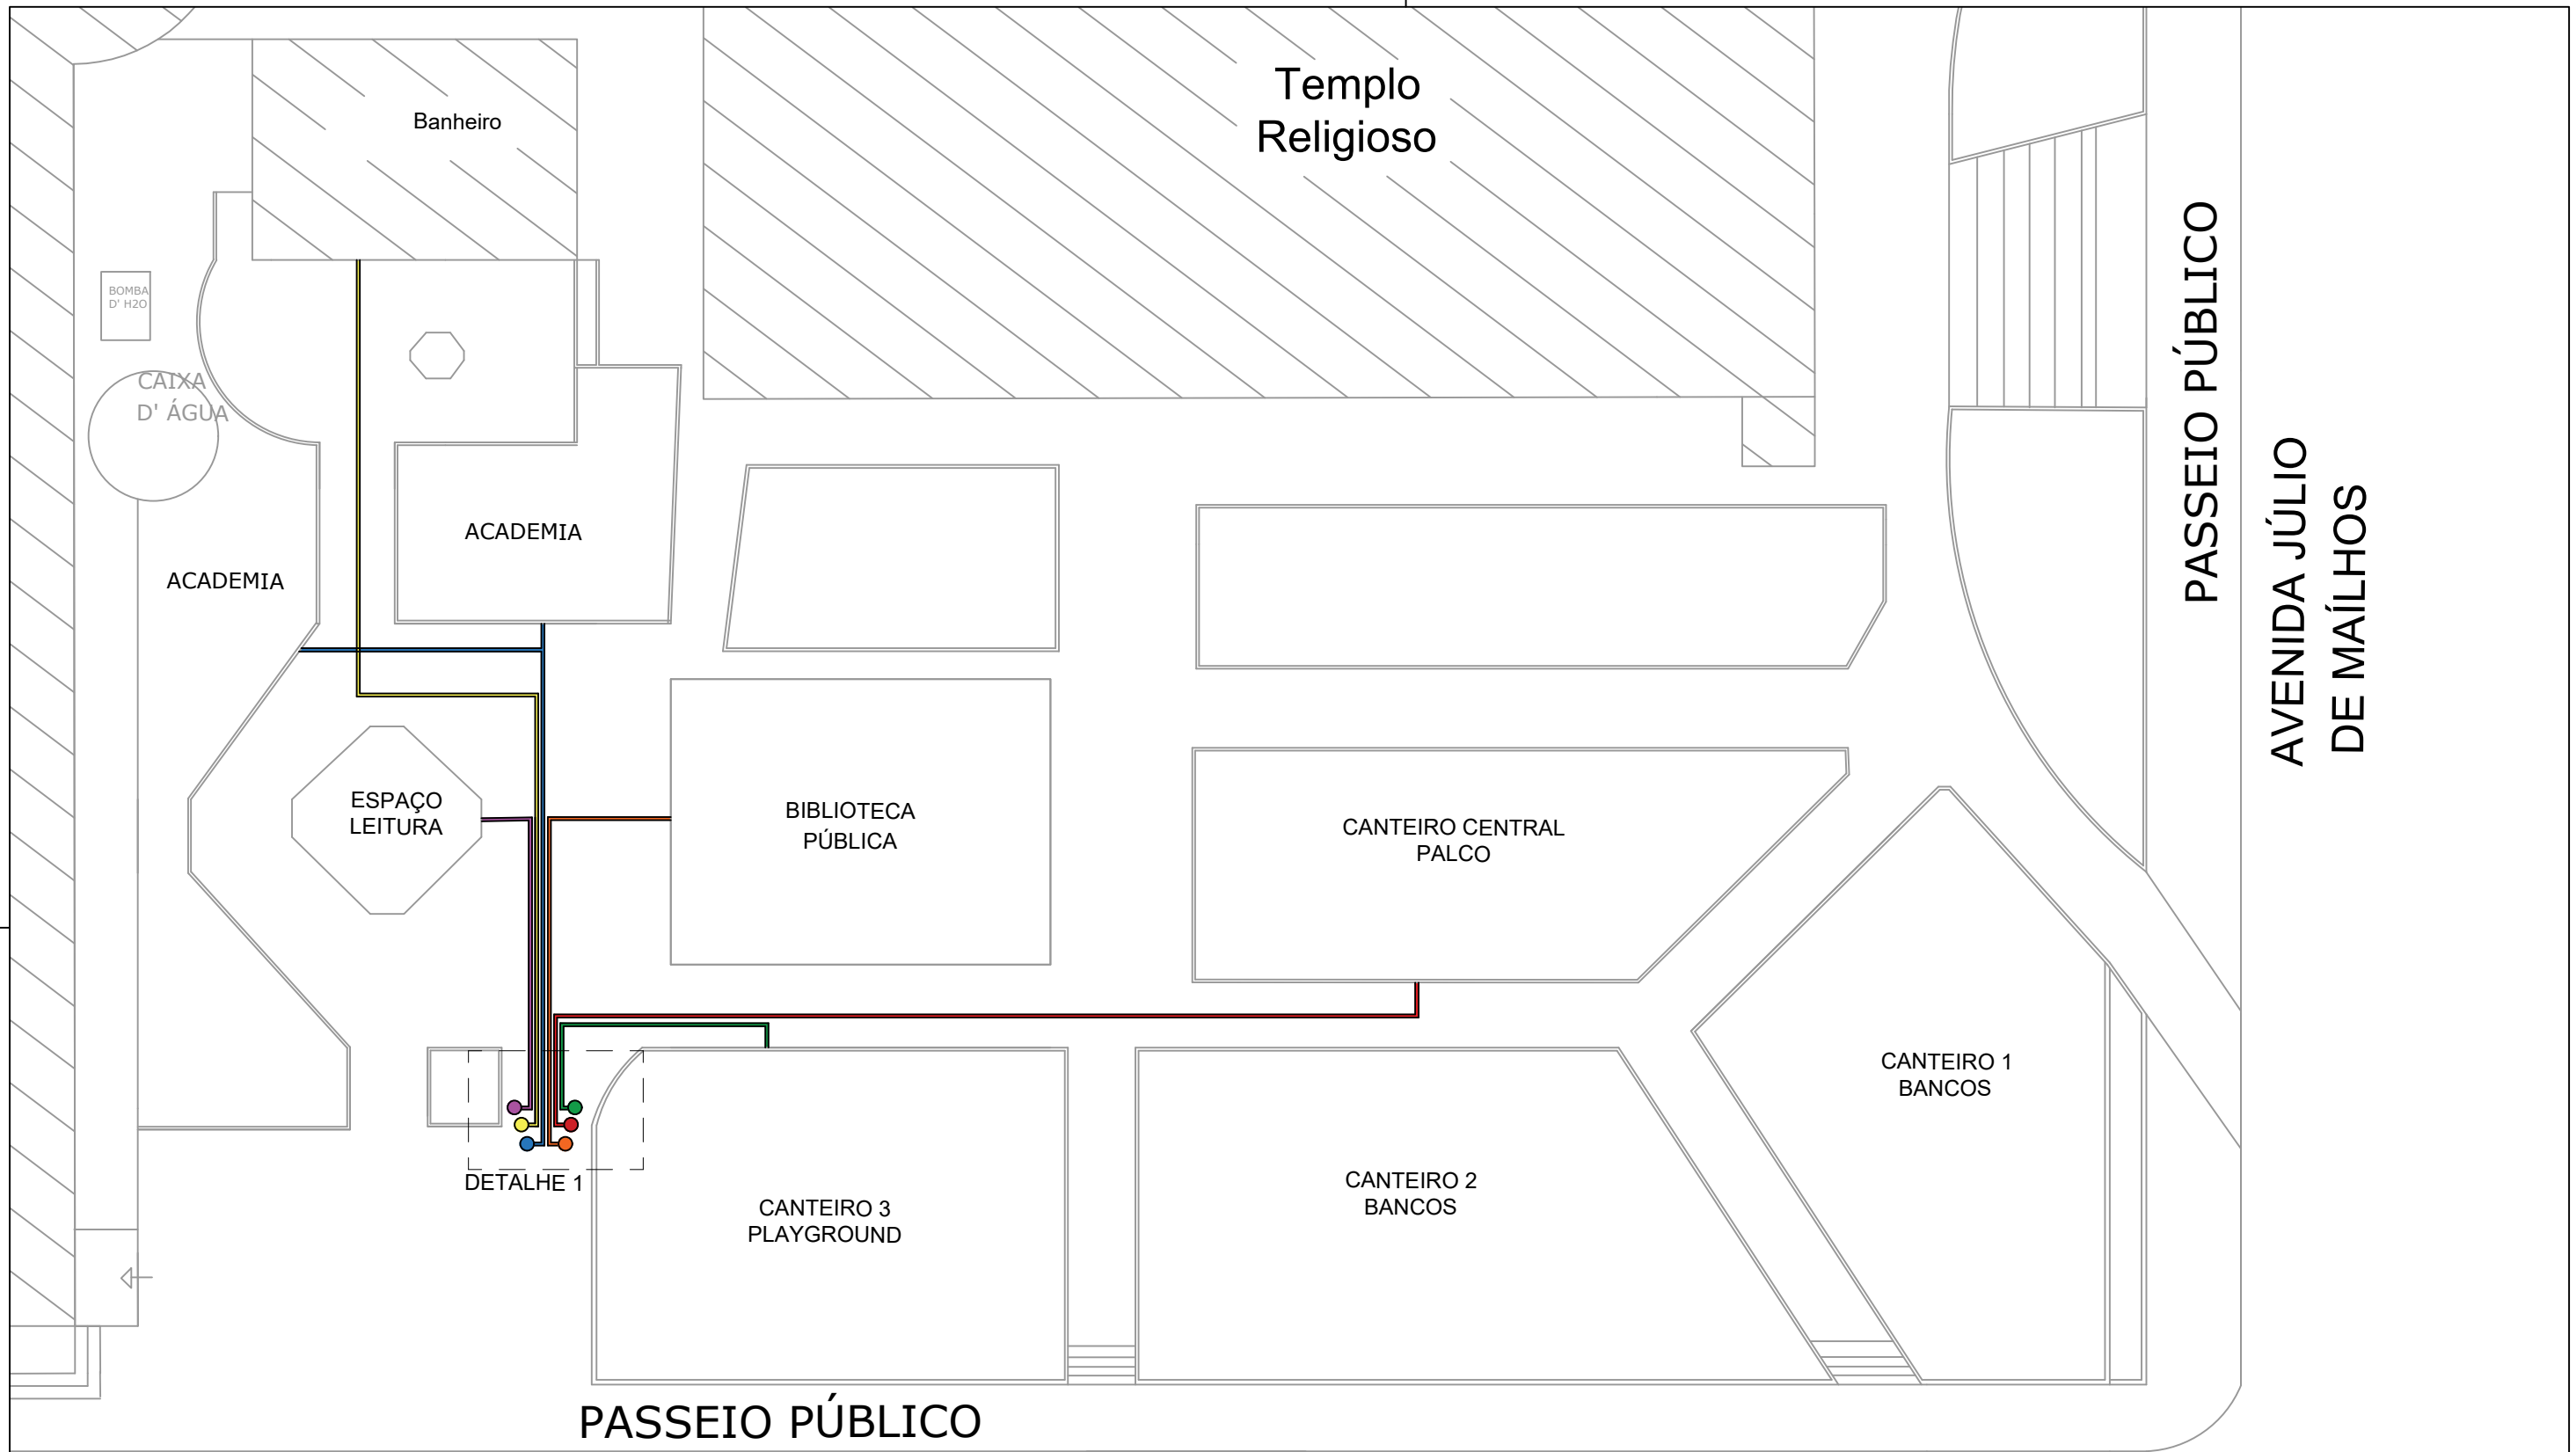 Templo
Religioso
Banheiro
BOMBA
D' H2O
CAIXA
D' ÁGUA
ACADEMIA
ACADEMIA
PASSEIO PÚBLICO
AVENIDA JÚLIO
DE MAÍLHOS
ESPAÇO
LEITURA
BIBLIOTECA
PÚBLICA
CANTEIRO CENTRAL
PALCO
CANTEIRO 1
BANCOS
DETALHE 1
CANTEIRO 3
PLAYGROUND
CANTEIRO 2
BANCOS
PASSEIO PÚBLICO